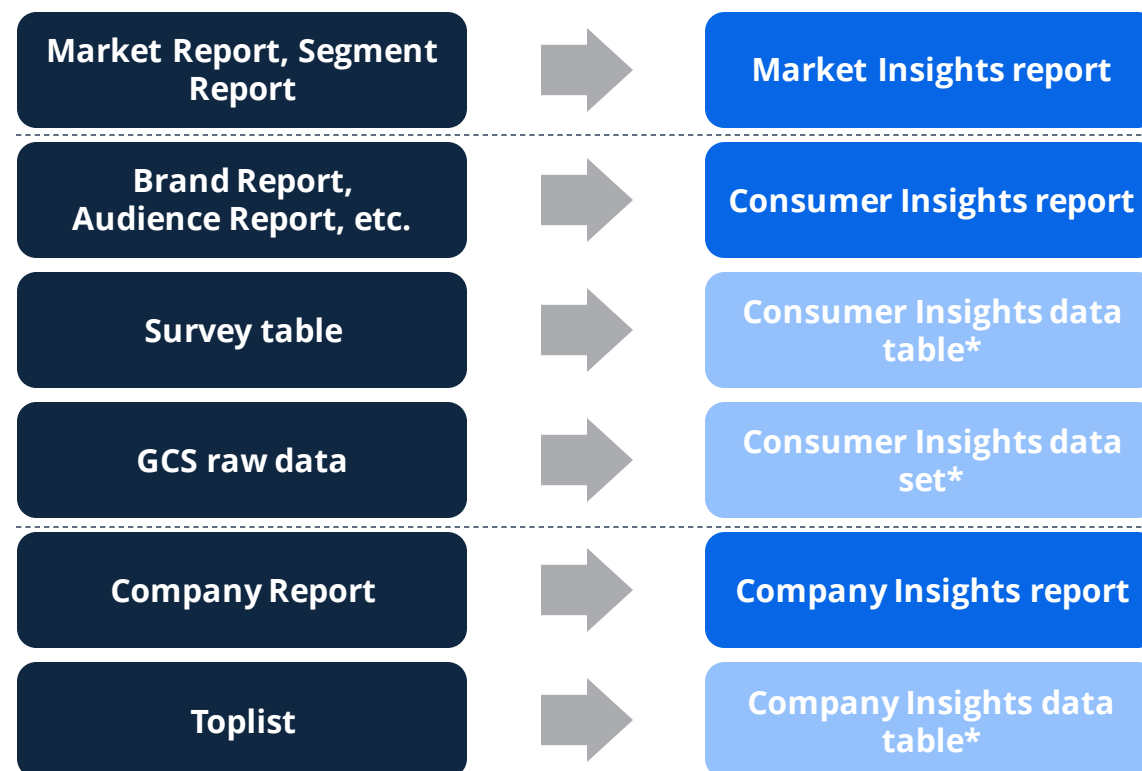 Market Report, Segment
Report
Market Insights report
Brand Report,
Audience Report, etc.
Consumer Insights report
Survey table
Consumer Insights data
table*
GCS raw data
Consumer Insights data
set*
Company Report
Company Insights report
Toplist
Company Insights data
table*